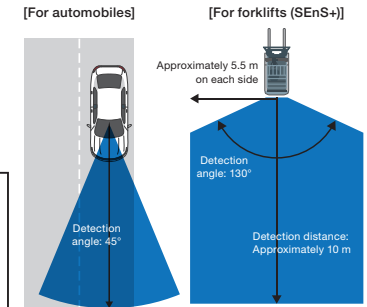 [For automobiles]
[For forklifts (SEnS+)]
Approximately 5.5 m
on each side
Detection
angle: 130°
Detection
angle: 45°
Detection distance:
Approximately 10 m